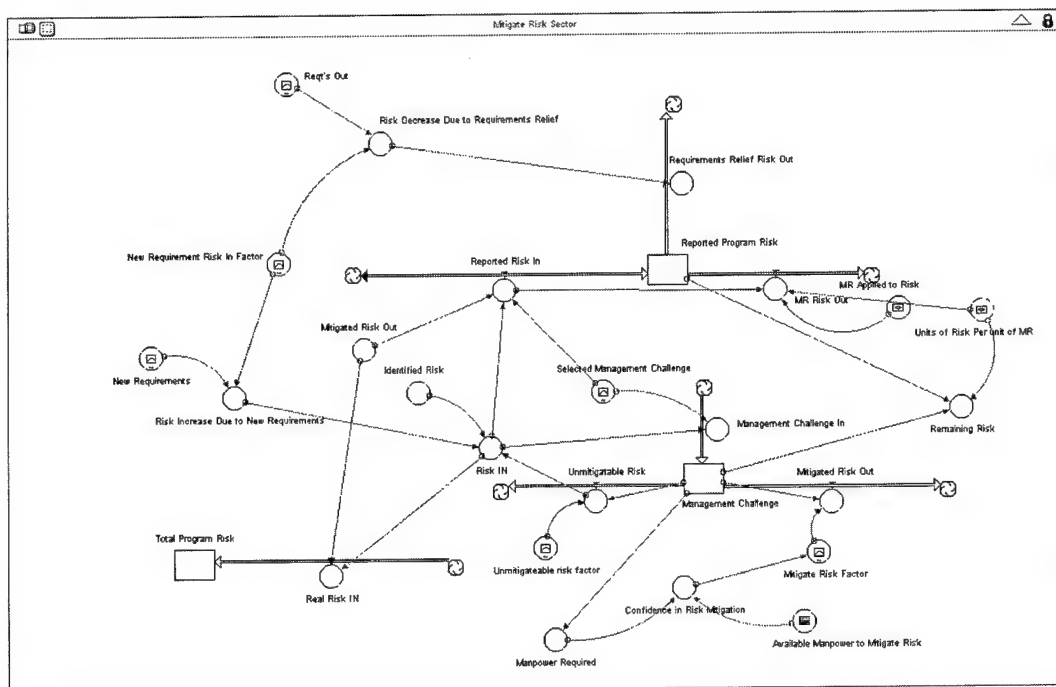 Mitigate Risk Sector
Reqt's Out
Risk Decrease Due to Requirements Relief
Requirements Relief Risk Out
New Requirement Risk In Factor
Reported Risk In
Reported Program Risk
MR Applied to Risk
MR Risk Out
Units of Risk Per unit of MR
Mitigated Risk Out
New Requirements
Identified Risk
Selected Management Challenge
Risk Increase Due to New Requirements
Management Challenge In
Remaining Risk
Risk IN
Unmitigatable Risk
Mitigated Risk Out
Management Challenge
Total Program Risk
Unmitigateable risk factor
Mitigate Risk Factor
Real Risk IN
Confidence in Risk Mitigation
Available Manpower to Mitigate Risk
Manpower Required